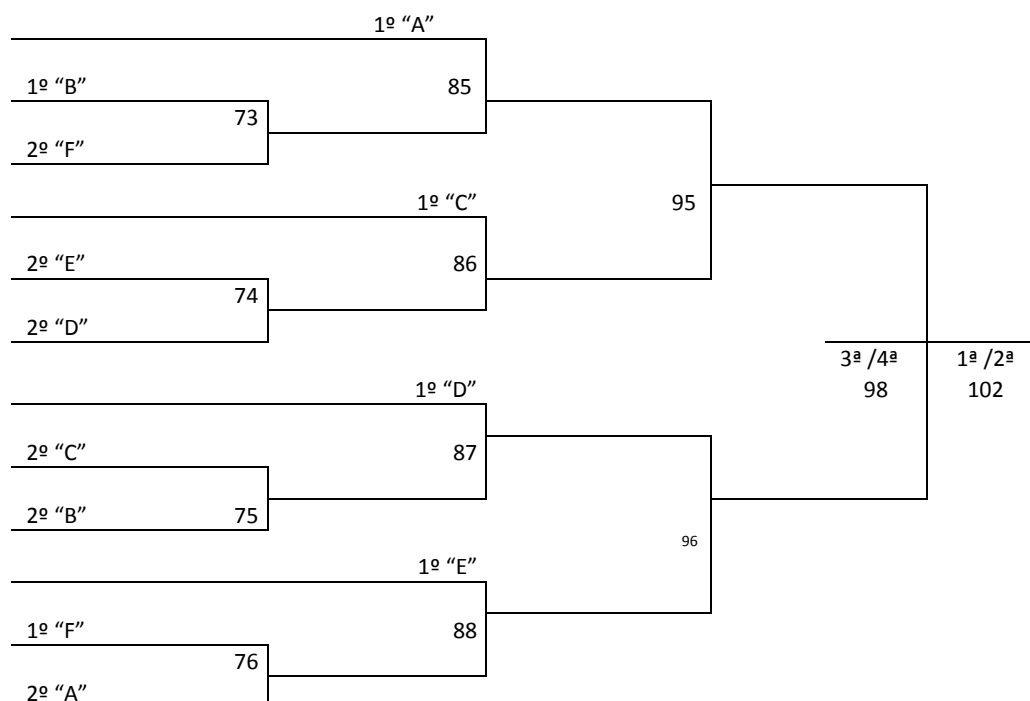 1º “A”
1º “B” 85
73
2º “F”
1º “C” 95
2º “E” 86
74
2º “D”
3ª /4ª 1ª /2ª
1º “D” 98 102
2º “C” 87
2º “B” 75
96
1º “E”
1º “F” 88
76
2º “A”